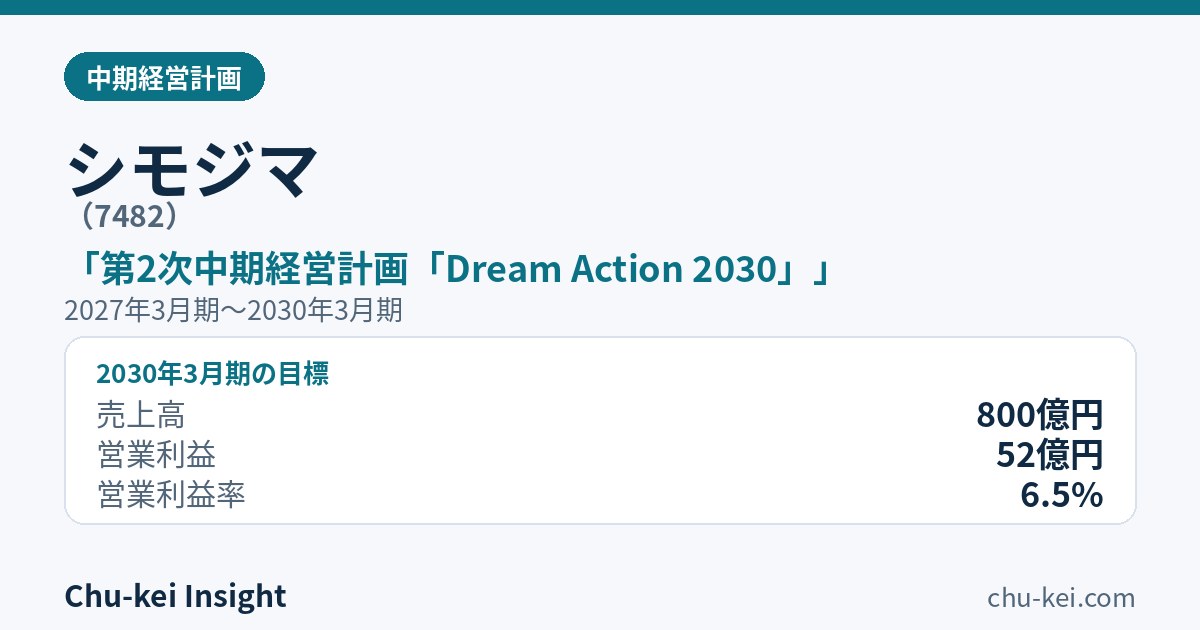 中期経営計画
シモジマ
（7482）
「第2次中期経営計画「Dream Action 2030」」
2027年3月期～2030年3月期
2030年3月期の目標
売上高 800億円
営業利益 52億円
営業利益率 6.5%
Chu-kei Insight chu-kei.com